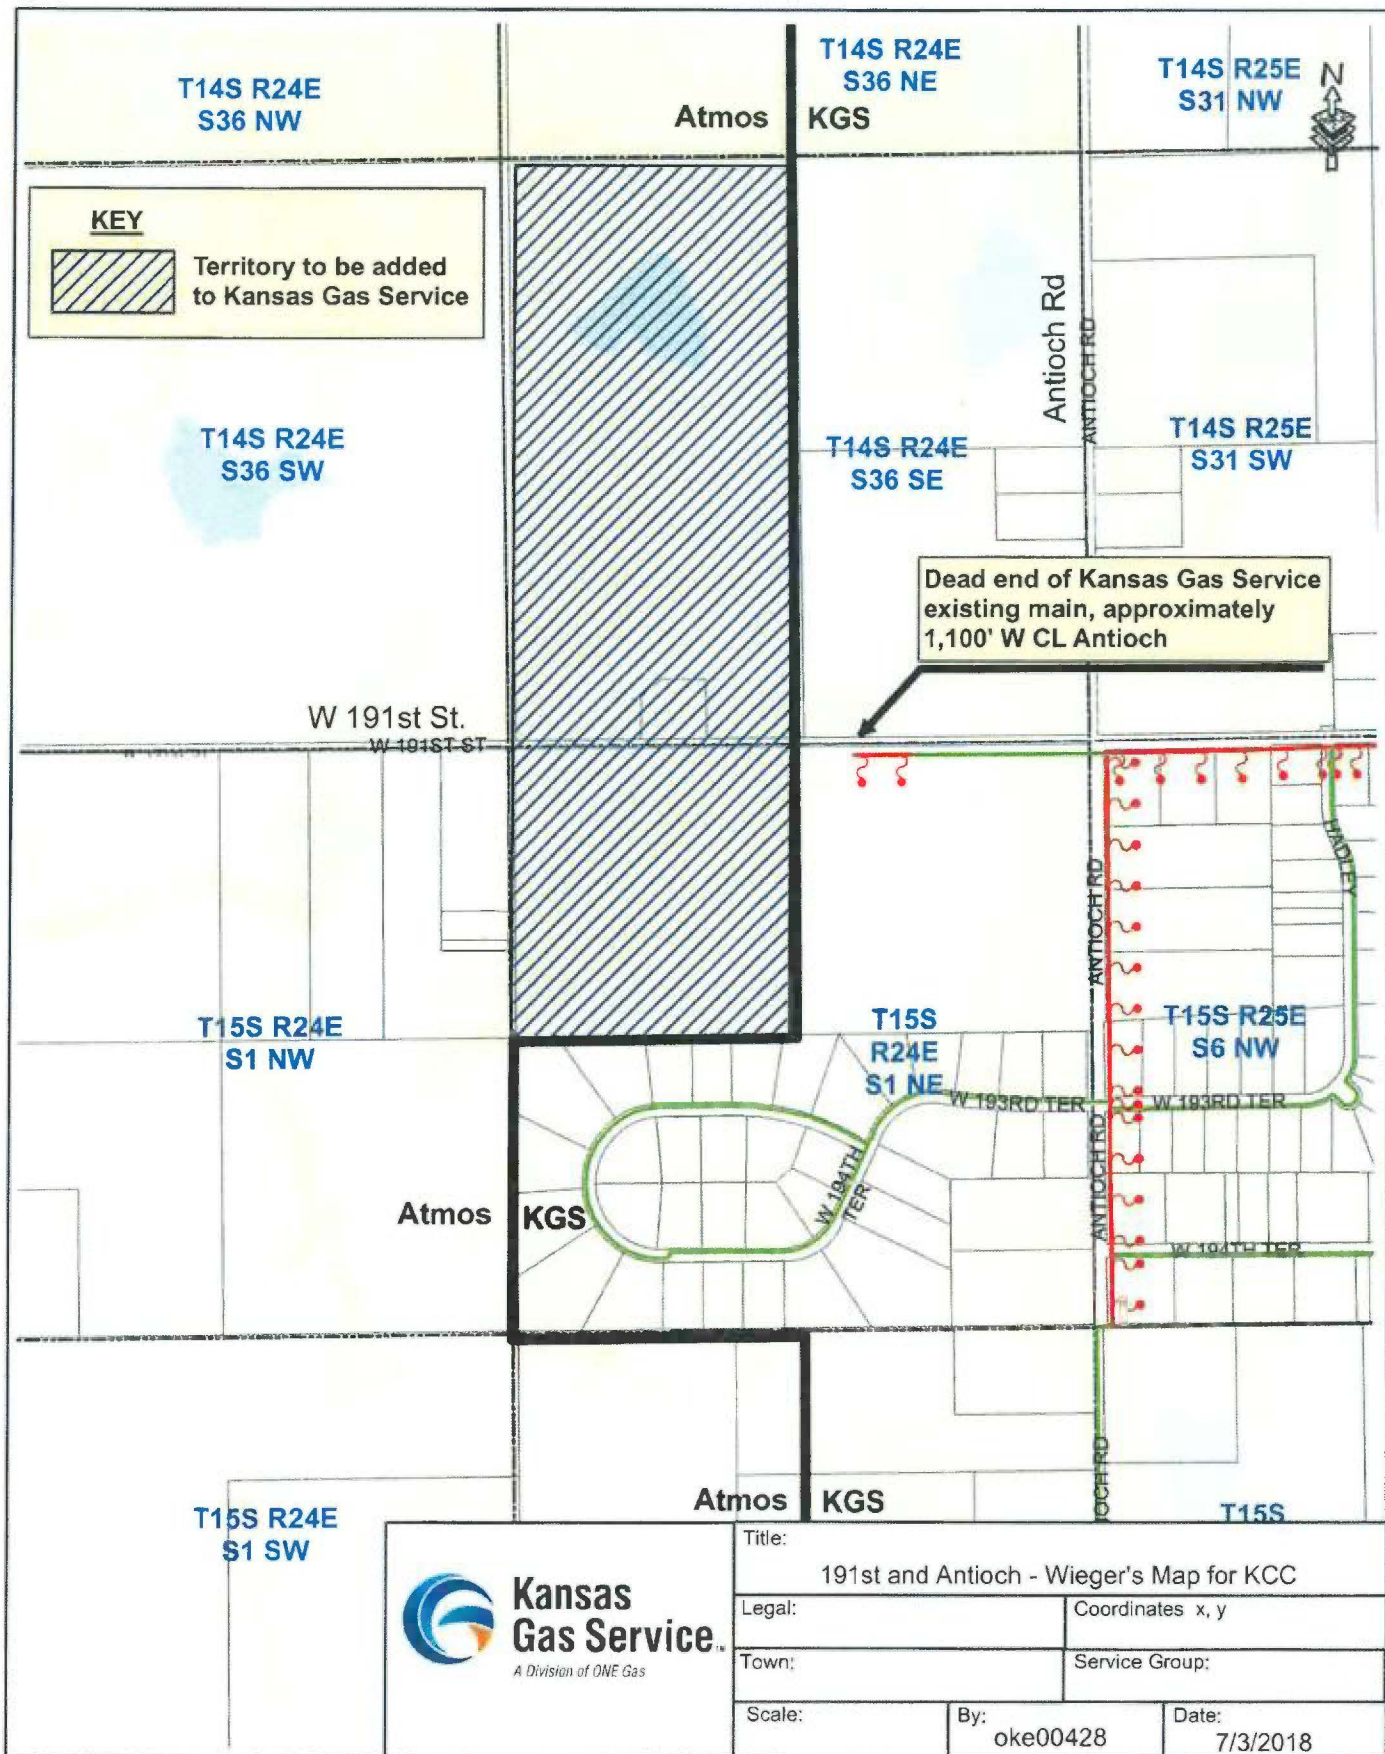 T14S R24E
S36 NW
T14S R24E
S36 NE
T14S R25E
S31 NW
N
Atmos
KGS
KEY
Territory to be added
to Kansas Gas Service
Antioch Rd
ANTIOCH RD
T14S R24E
S36 SW
T14S R24E
S36 SE
T14S R25E
S31 SW
Dead end of Kansas Gas Service
existing main, approximately
1,100' W CL Antioch
W 191st St.
W 191ST ST
HADLEY
ANTIOCH RD
T15S R24E
S1 NW
T15S
R24E
S1 NE
T15S R25E
S6 NW
W 193RD TER
W 193RD TER
ANTIOCH RD
W 194TH
TER
Atmos
KGS
W 194TH TER
OCH RD
Atmos
KGS
T15S R24E
S1 SW
T15S
Kansas
Gas Service
A Division of ONE Gas
Title:
191st and Antioch - Wieger's Map for KCC
Legal:
Coordinates x, y
Town:
Service Group:
Scale:
By:
oke00428
Date:
7/3/2018